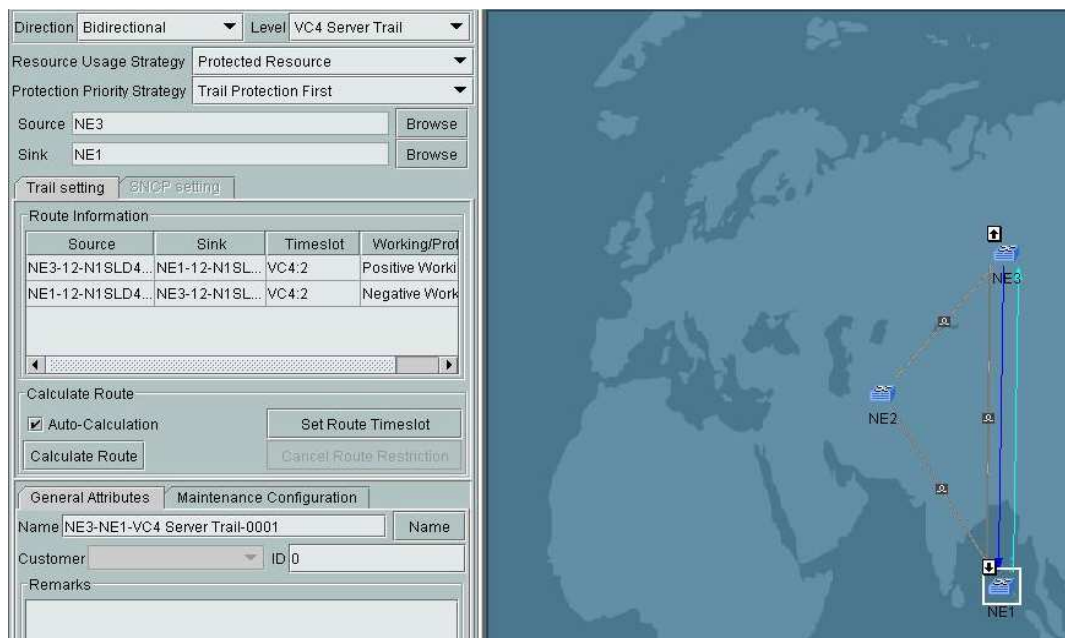 Direction Bidirectional Level VC4 Server Trail
Resource Usage Strategy Protected Resource
Protection Priority Strategy Trail Protection First
Source NE3 Browse
Sink NE1 Browse
Trail setting SNCP setting
Route Information
Source Sink Timeslot Working/Prot
NE3-12-N1SLD4... NE1-12-N1SL... VC4:2 Positive Worki
NE1-12-N1SLD4... NE3-12-N1SL... VC4:2 Negative Work
Calculate Route
Auto-Calculation Set Route Timeslot
Calculate Route Cancel Route Restriction
General Attributes Maintenance Configuration
Name NE3-NE1-VC4 Server Trail-0001 Name
Customer ID 0
Remarks
NE3
NE2
NE1